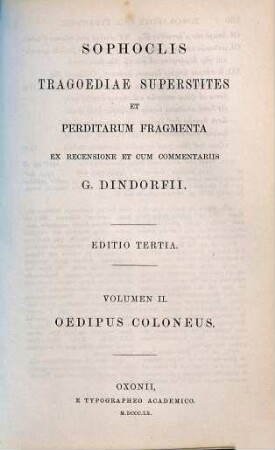 SOPHOCLIS
TRAGOEDIAE SUPERSTITES
ET
PERDITARUM FRAGMENTA
EX RECENSIONE ET CUM COMMENTARIIS
G. DINDORFII.
EDITIO TERTIA.
VOLUMEN II.
OEDIPUS COLONEUS.
OXONII,
E TYPOGRAPHEO ACADEMICO.
M.DCCC.LX.